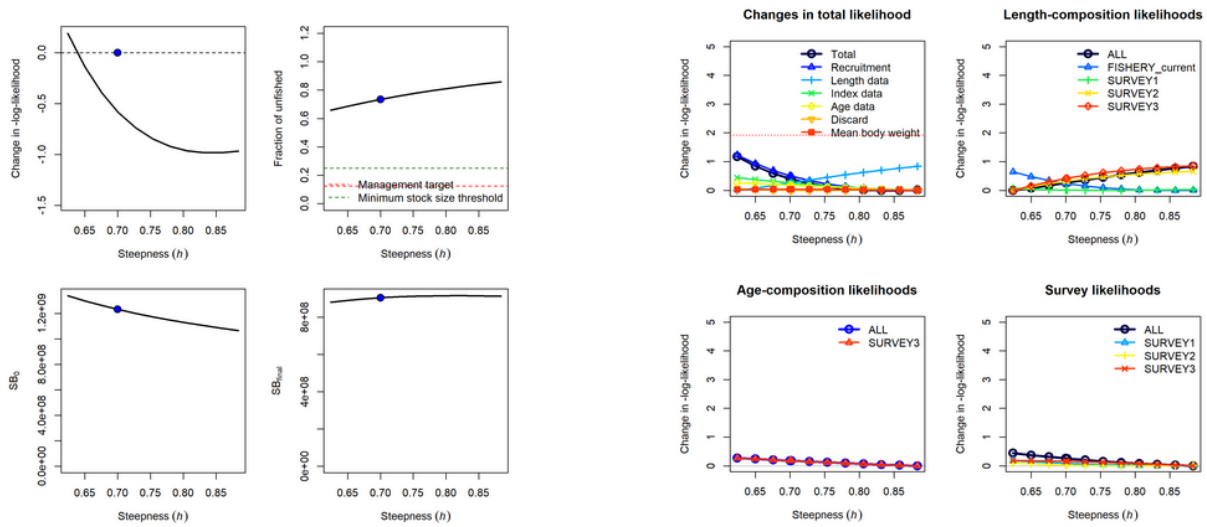 Change in -log-likelihood
0.0
-0.5
-1.0
-1.5
0.65 0.70 0.75 0.80 0.85
Steepness (h)
Fraction of unfished
1.2
1.0
0.8
0.6
0.4
0.2
0.0
Management target
Minimum stock size threshold
0.65 0.70 0.75 0.80 0.85
Steepness (h)
Changes in total likelihood
Change in -log-likelihood
5
4
3
2
1
0
Total
Recruitment
Length data
Index data
Age data
Discard
Mean body weight
0.65 0.70 0.75 0.80 0.85
Steepness (h)
Length-composition likelihoods
Change in -log-likelihood
5
4
3
2
1
0
ALL
FISHERY_current
SURVEY1
SURVEY2
SURVEY3
0.65 0.70 0.75 0.80 0.85
Steepness (h)
SB0
1.2e+09
8.0e+08
4.0e+08
0.0e+00
0.65 0.70 0.75 0.80 0.85
Steepness (h)
SBfinal
8e+08
4e+08
0e+00
0.65 0.70 0.75 0.80 0.85
Steepness (h)
Age-composition likelihoods
Change in -log-likelihood
5
4
3
2
1
0
ALL
SURVEY3
0.65 0.70 0.75 0.80 0.85
Steepness (h)
Survey likelihoods
Change in -log-likelihood
5
4
3
2
1
0
ALL
SURVEY1
SURVEY2
SURVEY3
0.65 0.70 0.75 0.80 0.85
Steepness (h)